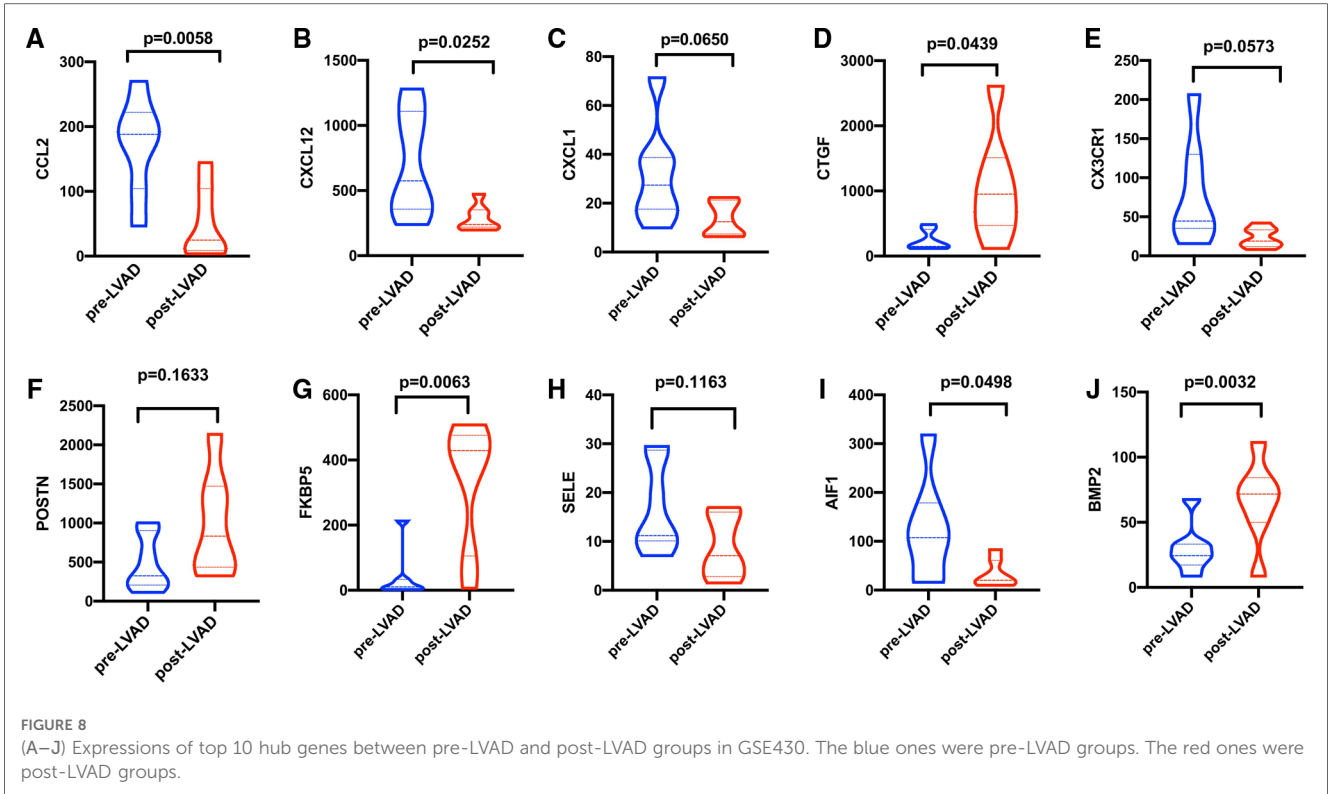 A
p=0.0058
300
200
100
0
CCL2
pre-LVAD
post-LVAD
B
p=0.0252
1500
1000
500
0
CXCL12
pre-LVAD
post-LVAD
C
p=0.0650
80
60
40
20
0
CXCL1
pre-LVAD
post-LVAD
D
p=0.0439
3000
2000
1000
0
CTGF
pre-LVAD
post-LVAD
E
p=0.0573
250
200
150
100
50
0
CX3CR1
pre-LVAD
post-LVAD
F
p=0.1633
2500
2000
1500
1000
500
0
POSTN
pre-LVAD
post-LVAD
G
p=0.0063
600
400
200
0
FKBP5
pre-LVAD
post-LVAD
H
p=0.1163
40
30
20
10
0
SELE
pre-LVAD
post-LVAD
I
p=0.0498
400
300
200
100
0
AIF1
pre-LVAD
post-LVAD
J
p=0.0032
150
100
50
0
BMP2
pre-LVAD
post-LVAD
FIGURE 8
(A–J) Expressions of top 10 hub genes between pre-LVAD and post-LVAD groups in GSE430. The blue ones were pre-LVAD groups. The red ones were
post-LVAD groups.